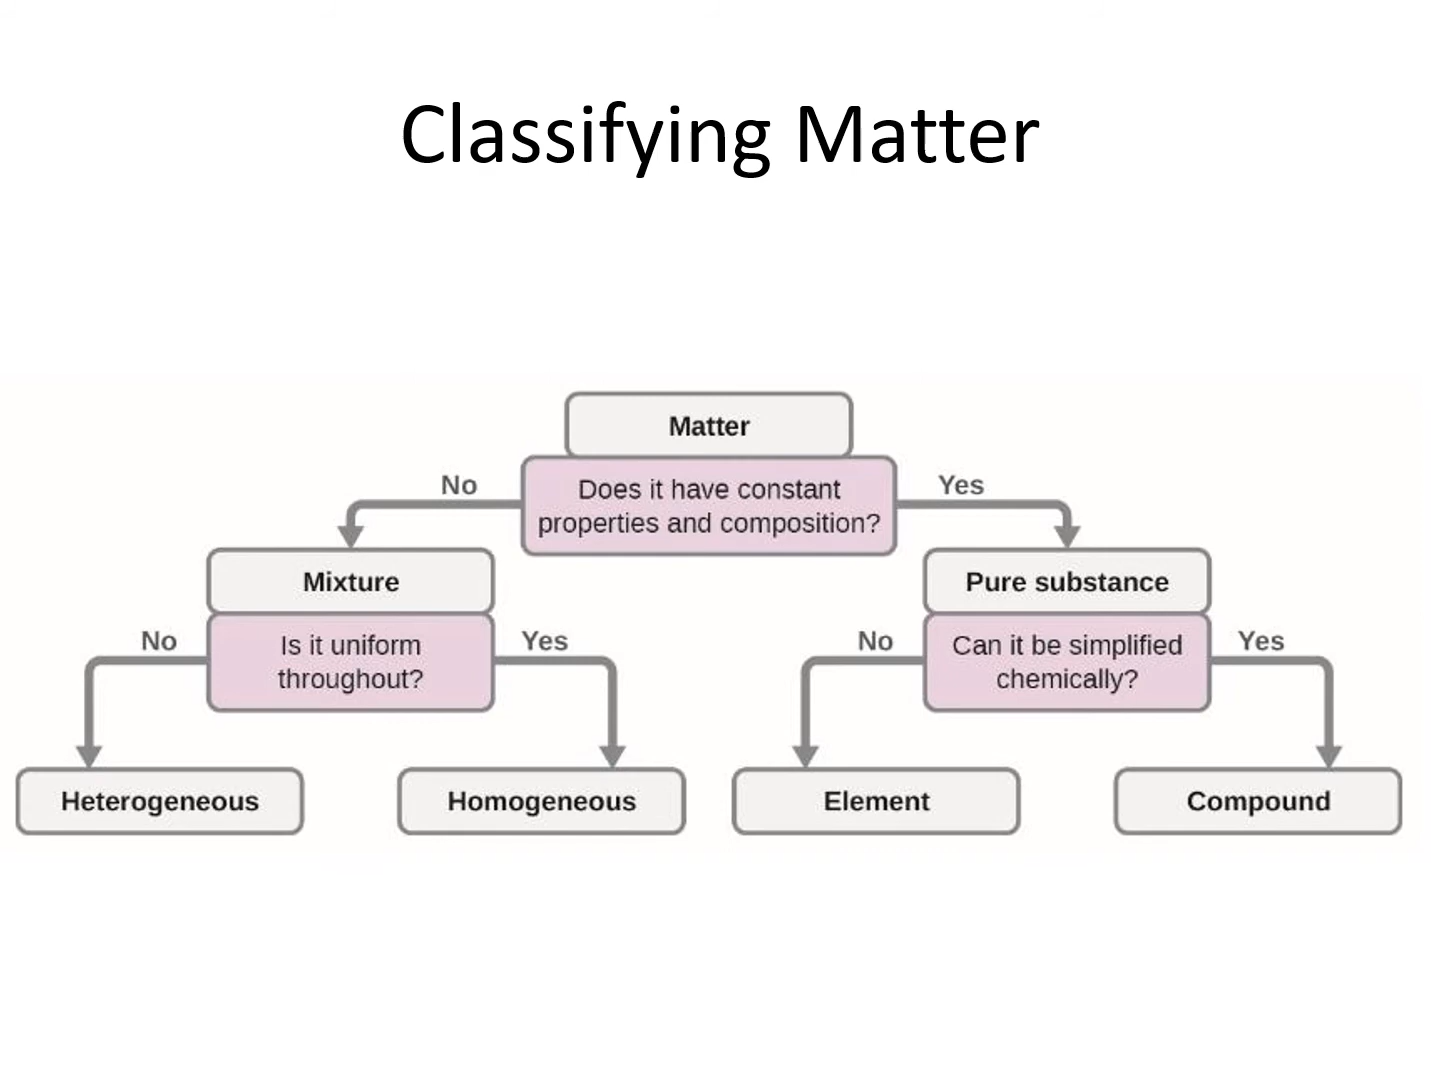 Classifying Matter
Matter
No
Does it have constant
properties and composition?
Yes
Mixture
Pure substance
No
Is it uniform
throughout?
Yes
No
Can it be simplified
chemically?
Yes
Heterogeneous
Homogeneous
Element
Compound